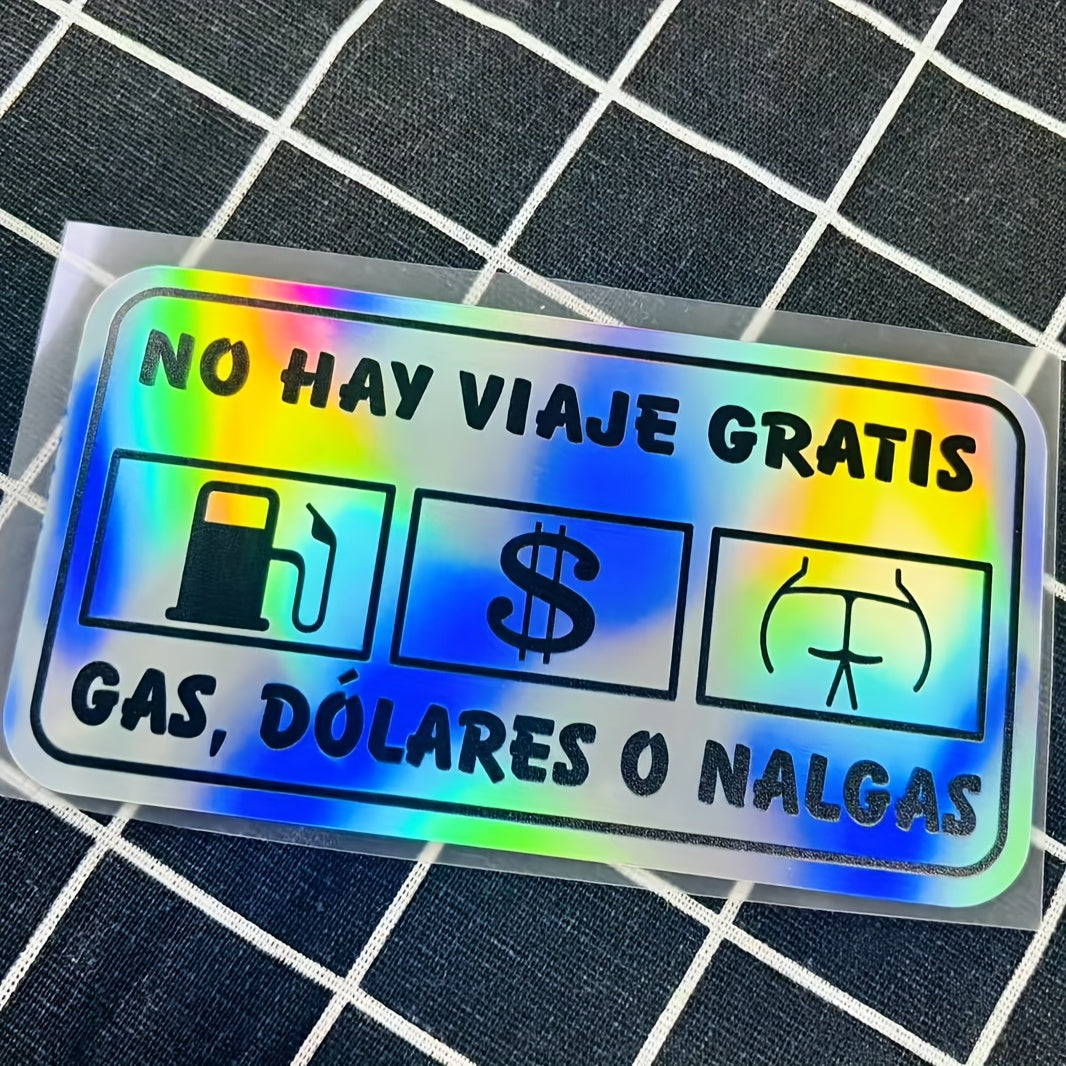 NO HAY VIAJE GRATIS
$
GAS, DÓLARES O NALGAS